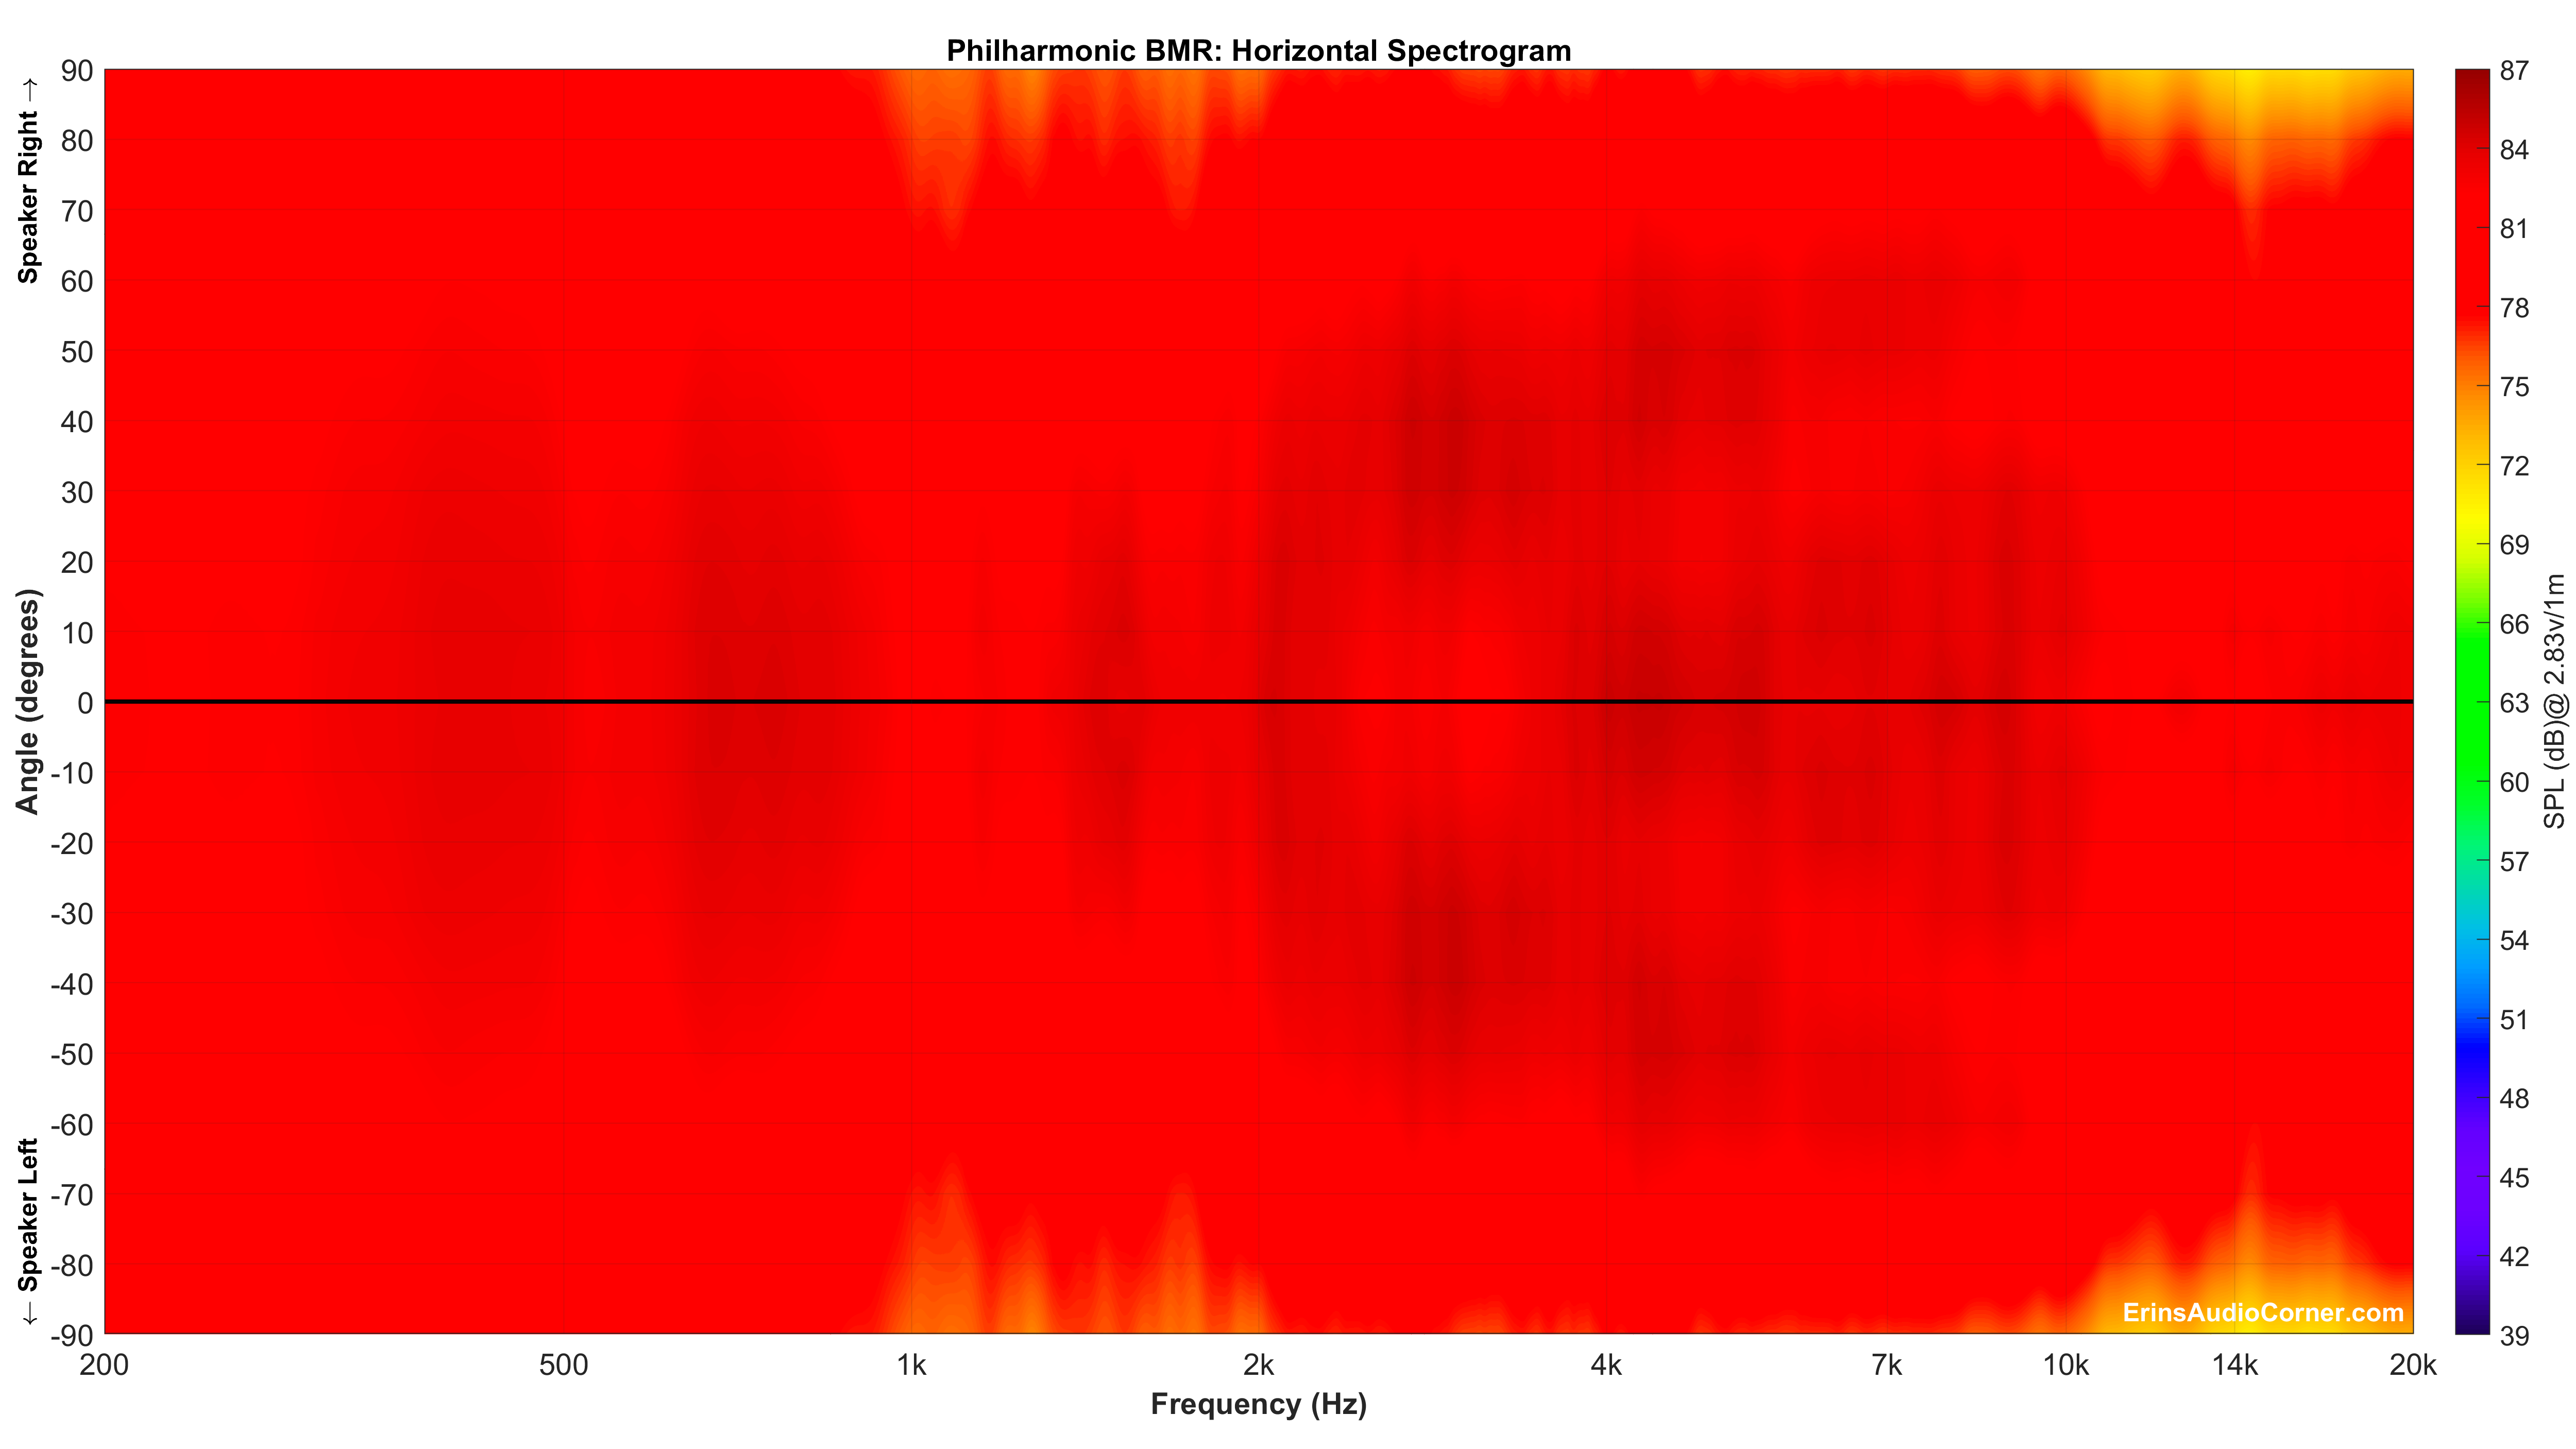 Philharmonic BMR: Horizontal Spectrogram
90
80
70
60
50
40
30
20
10
0
-10
-20
-30
-40
-50
-60
-70
-80
-90
Speaker Right →
Angle (degrees)
← Speaker Left
200
500
1k
2k
4k
7k
10k
14k
20k
Frequency (Hz)
87
84
81
78
75
72
69
66
63
60
57
54
51
48
45
42
39
SPL (dB)@ 2.83v/1m
ErinsAudioCorner.com